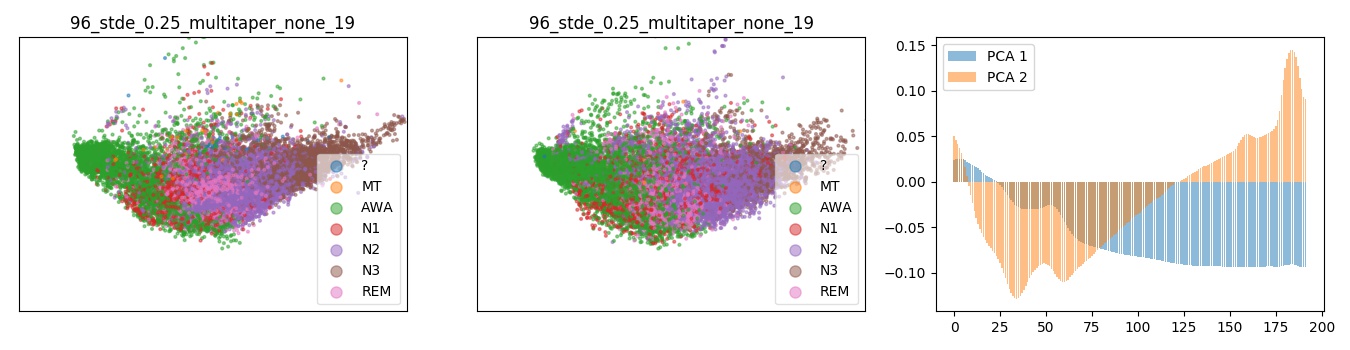 96_stde_0.25_multitaper_none_19
?
MT
AWA
N1
N2
N3
REM
96_stde_0.25_multitaper_none_19
?
MT
AWA
N1
N2
N3
REM
PCA 1
PCA 2
0.15
0.10
0.05
0.00
−0.05
−0.10
0 25 50 75 100 125 150 175 200